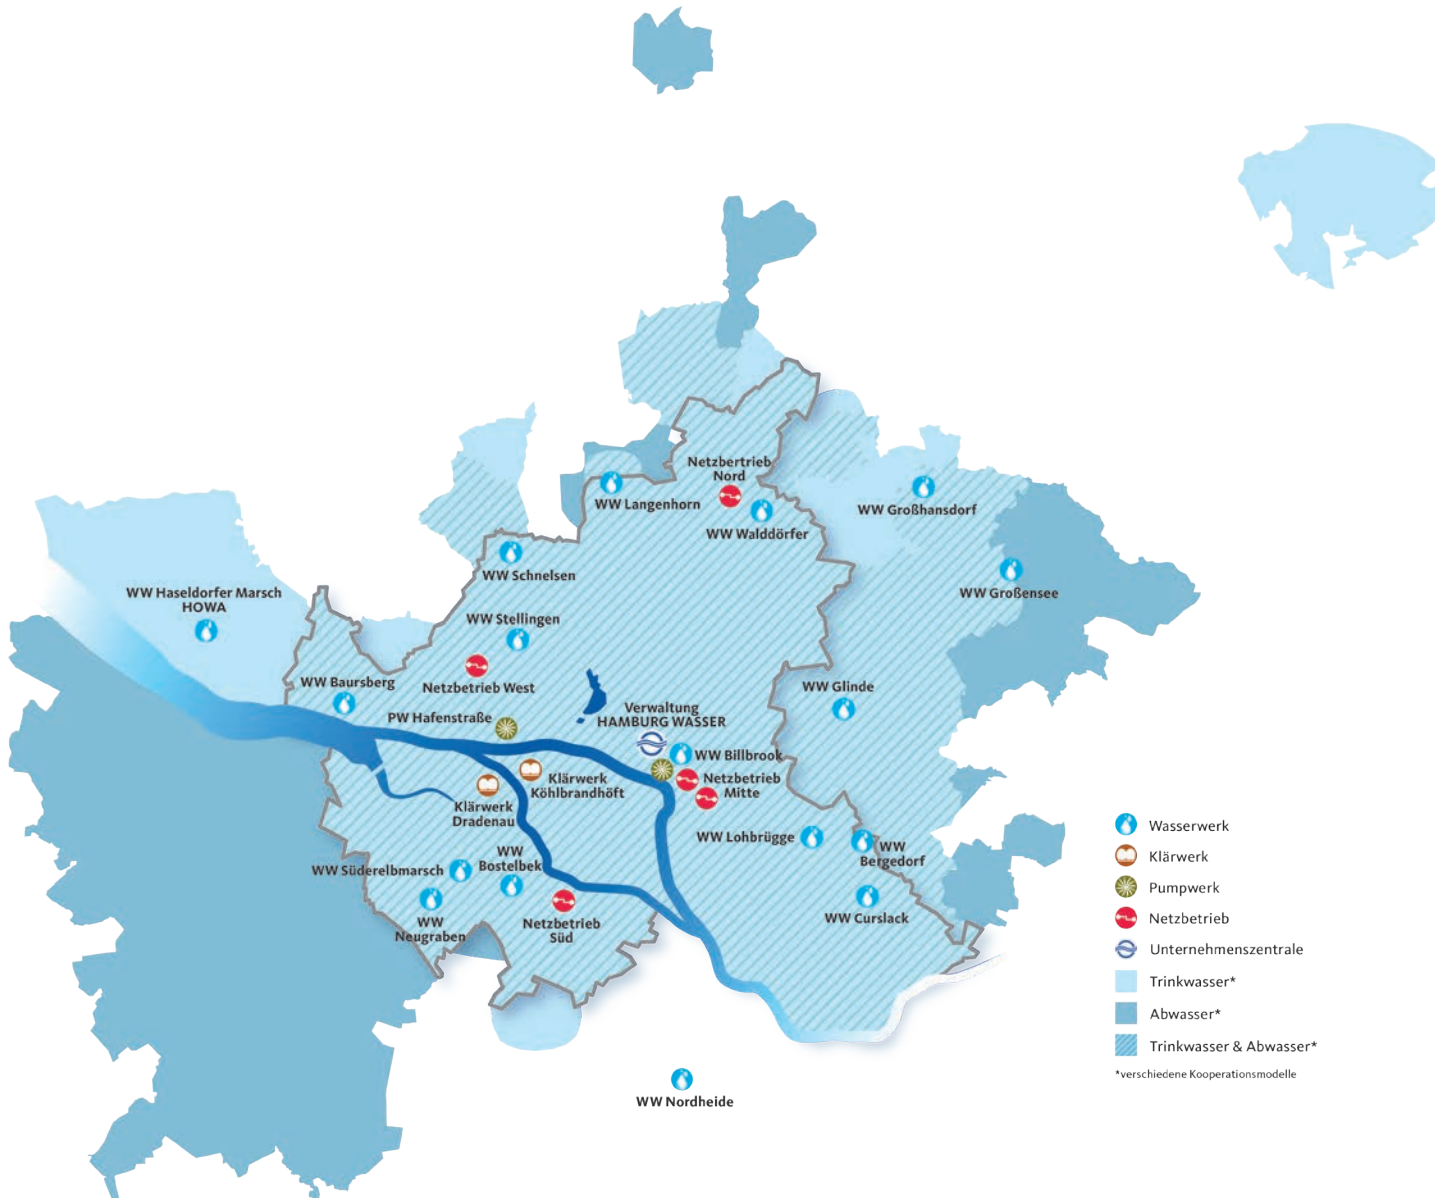 Netzbertrieb
Nord
WW Langenhorn
WW Walddörfer
WW Großhansdorf
WW Schnelsen
WW Großensee
WW Haseldorfer Marsch
HOWA
WW Stellingen
Netzbetrieb West
WW Baursberg
WW Glinde
PW Hafenstraße
Verwaltung
HAMBURG WASSER
WW Billbrook
Klärwerk
Köhlbrandhöft
Netzbetrieb
Mitte
Klärwerk
Dradenau
WW Lohbrügge
WW
Bergedorf
WW
Bostelbek
WW Süderelbmarsch
WW
Neugraben
Netzbetrieb
Süd
WW Curslack
WW Nordheide
Wasserwerk
Klärwerk
Pumpwerk
Netzbetrieb
Unternehmenszentrale
Trinkwasser*
Abwasser*
Trinkwasser & Abwasser*
*verschiedene Kooperationsmodelle